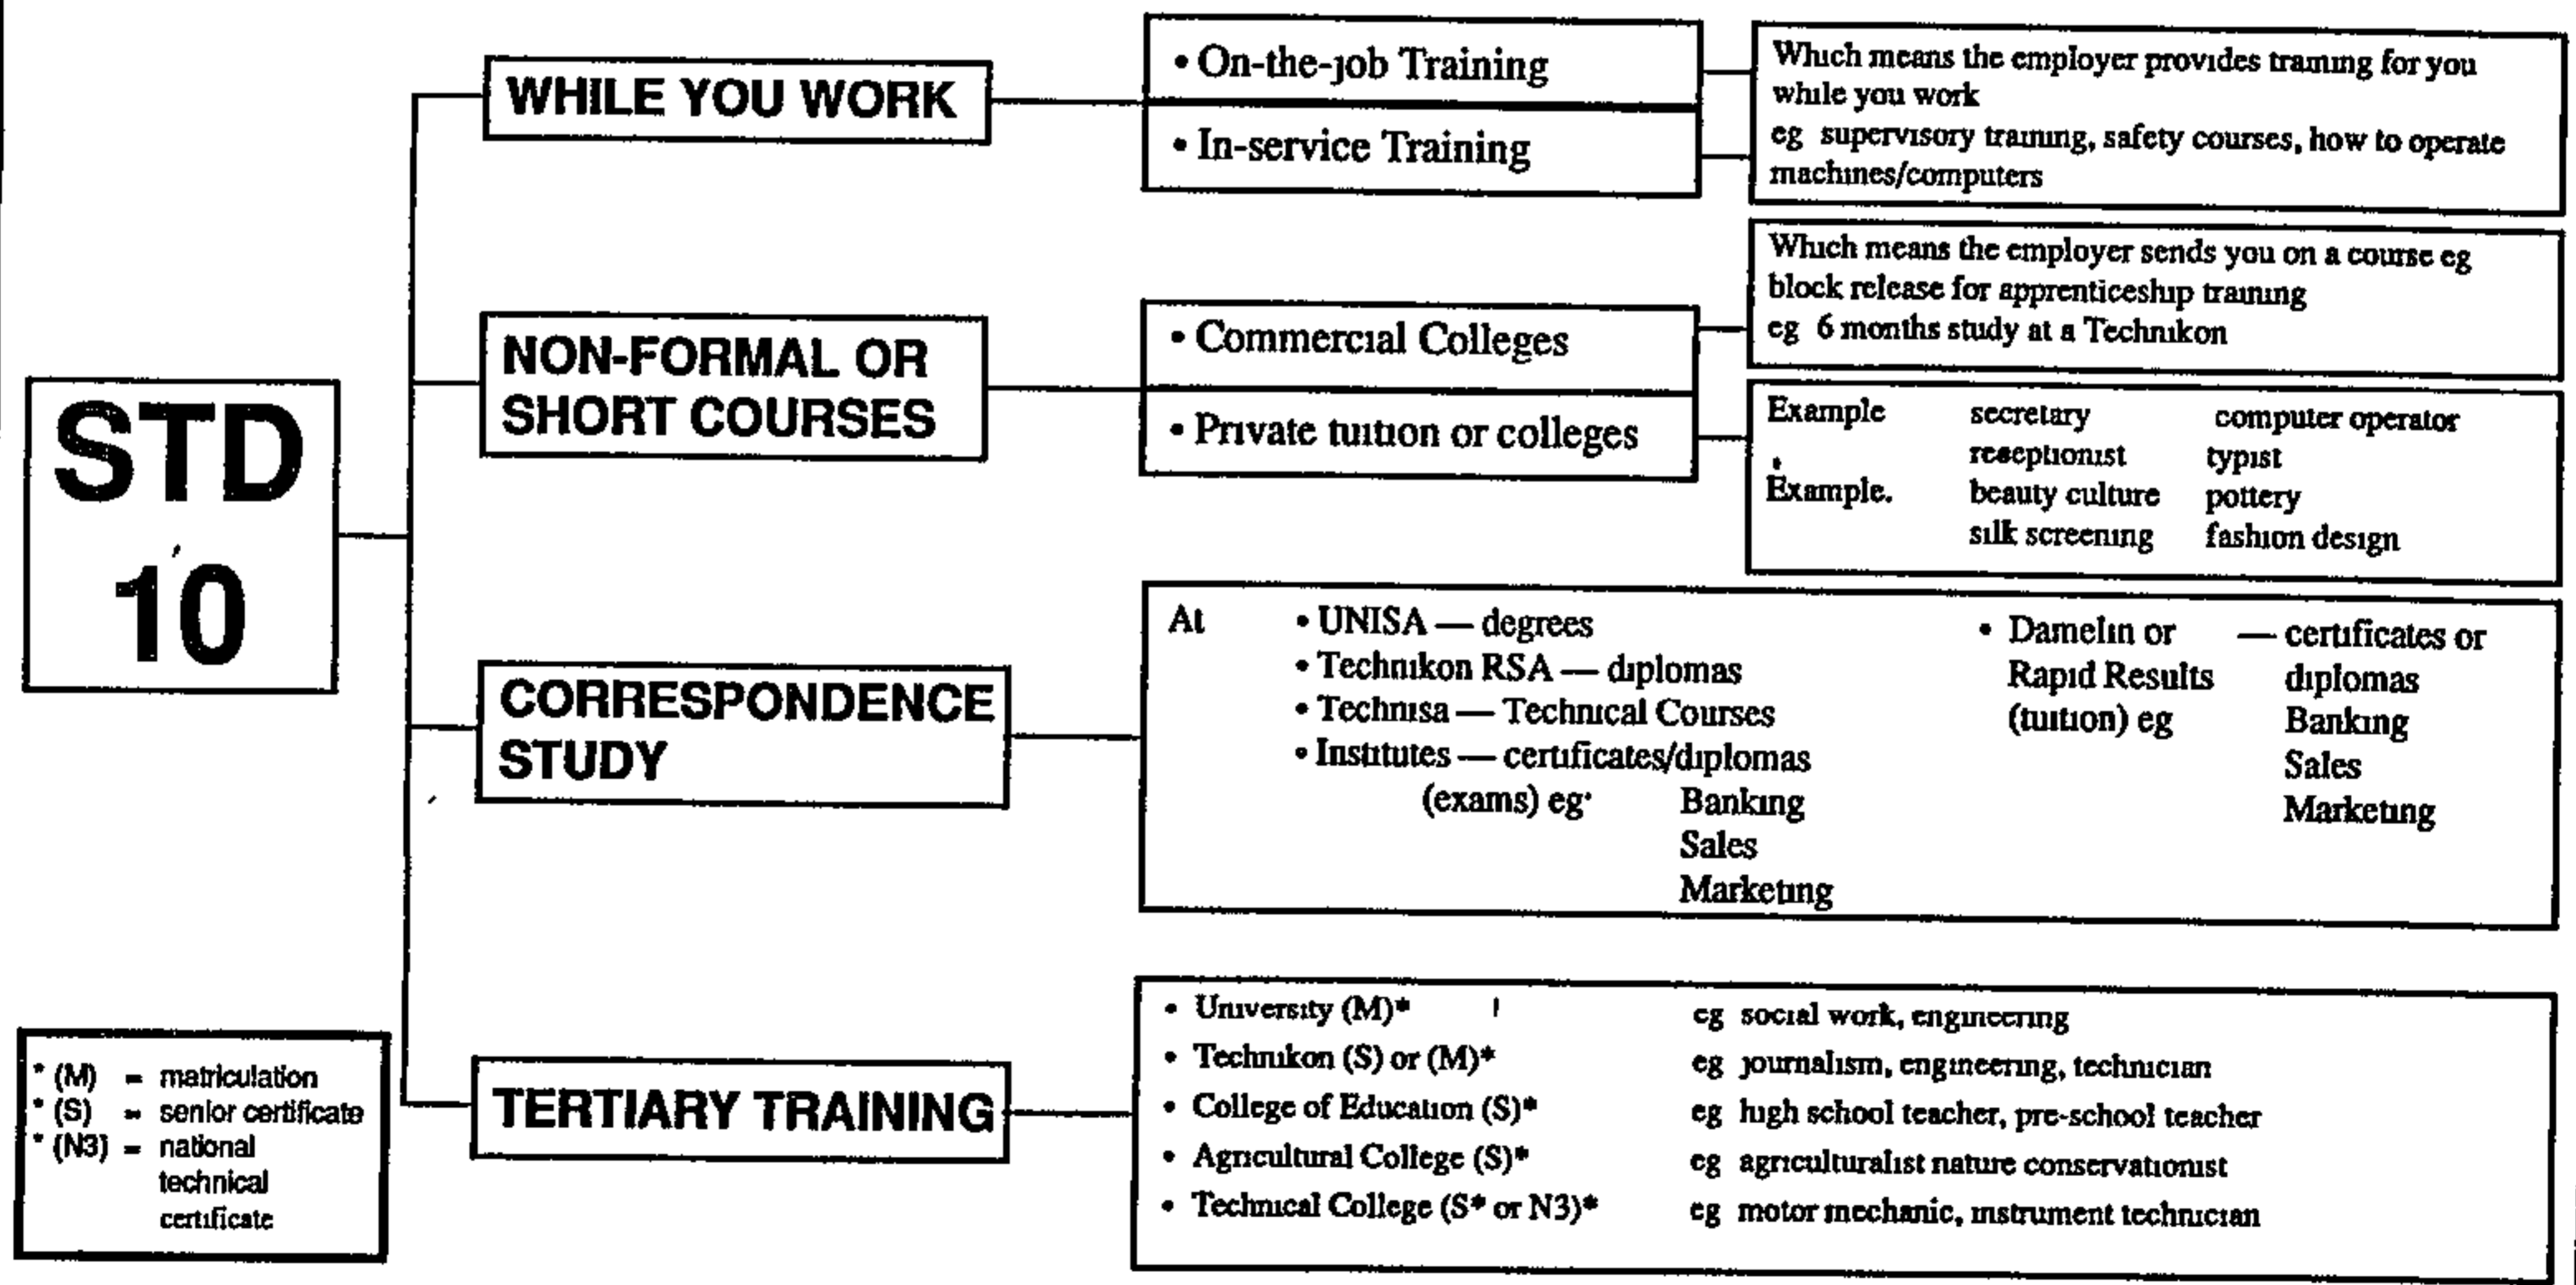 STD
10
WHILE YOU WORK
• On-the-job Training
• In-service Training
Which means the employer provides training for you
while you work
eg supervisory training, safety courses, how to operate
machines/computers
NON-FORMAL OR
SHORT COURSES
• Commercial Colleges
• Private tuition or colleges
Which means the employer sends you on a course eg
block release for apprenticeship training
eg 6 months study at a Technikon
Example secretary computer operator
reseptionist typist
Example. beauty culture pottery
silk screening fashion design
CORRESPONDENCE
STUDY
At • UNISA — degrees
• Technikon RSA — diplomas
• Technisa — Technical Courses
• Institutes — certificates/diplomas
(exams) eg· Banking
Sales
Marketing
• Damelin or — certificates or
Rapid Results diplomas
(tuition) eg Banking
Sales
Marketing
TERTIARY TRAINING
• University (M)* eg social work, engineering
• Technikon (S) or (M)* eg journalism, engineering, technician
• College of Education (S)* eg high school teacher, pre-school teacher
• Agricultural College (S)* eg agriculturalist nature conservationist
• Technical College (S* or N3)* eg motor mechanic, instrument technician
* (M) = matriculation
* (S) = senior certificate
* (N3) = national
technical
certificate